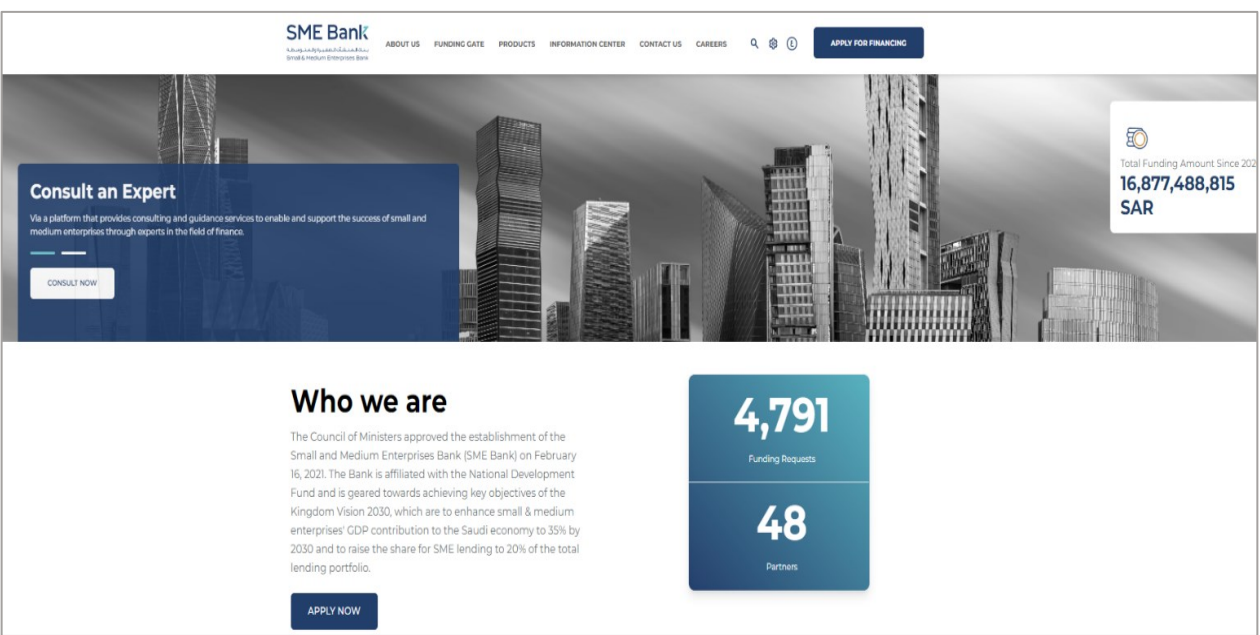 SME Bank
Small & Medium Enterprises Bank
ABOUT US
FUNDING GATE
PRODUCTS
INFORMATION CENTER
CONTACT US
CAREERS
APPLY FOR FINANCING
Consult an Expert
Via a platform that provides consulting and guidance services to enable and support the success of small and
medium enterprises through experts in the field of finance.
CONSULT NOW
Total Funding Amount Since 202
16,877,488,815
SAR
Who we are
The Council of Ministers approved the establishment of the
Small and Medium Enterprises Bank (SME Bank) on February
16, 2021. The Bank is affiliated with the National Development
Fund and is geared towards achieving key objectives of the
Kingdom Vision 2030, which are to enhance small & medium
enterprises' GDP contribution to the Saudi economy to 35% by
2030 and to raise the share for SME lending to 20% of the total
lending portfolio.
APPLY NOW
4,791
Funding Requests
48
Partners